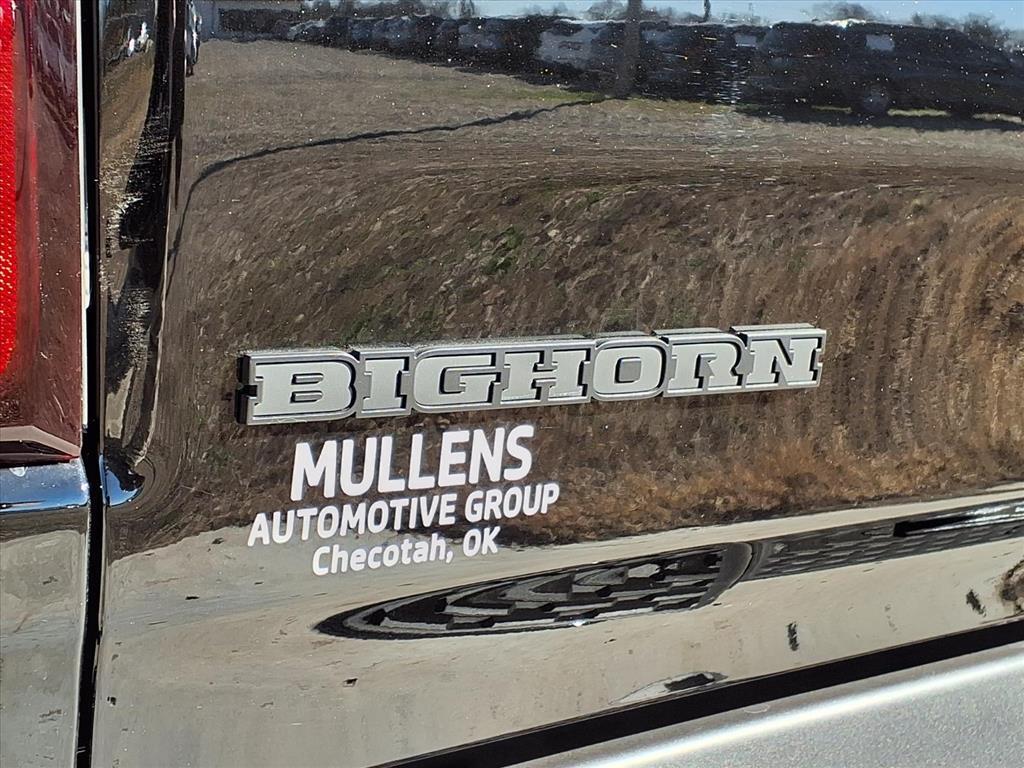 BIGHORN
MULLENS
AUTOMOTIVE GROUP
Checotah, OK